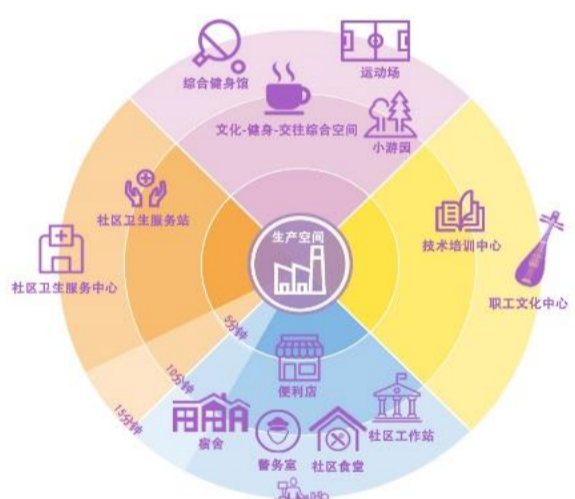 运动场
综合健身馆
文化-健身-交往综合空间
小游园
社区卫生服务站
生产空间
技术培训中心
社区卫生服务中心
职工文化中心
5分钟
10分钟
15分钟
便利店
宿舍
社区工作站
警务室
社区食堂